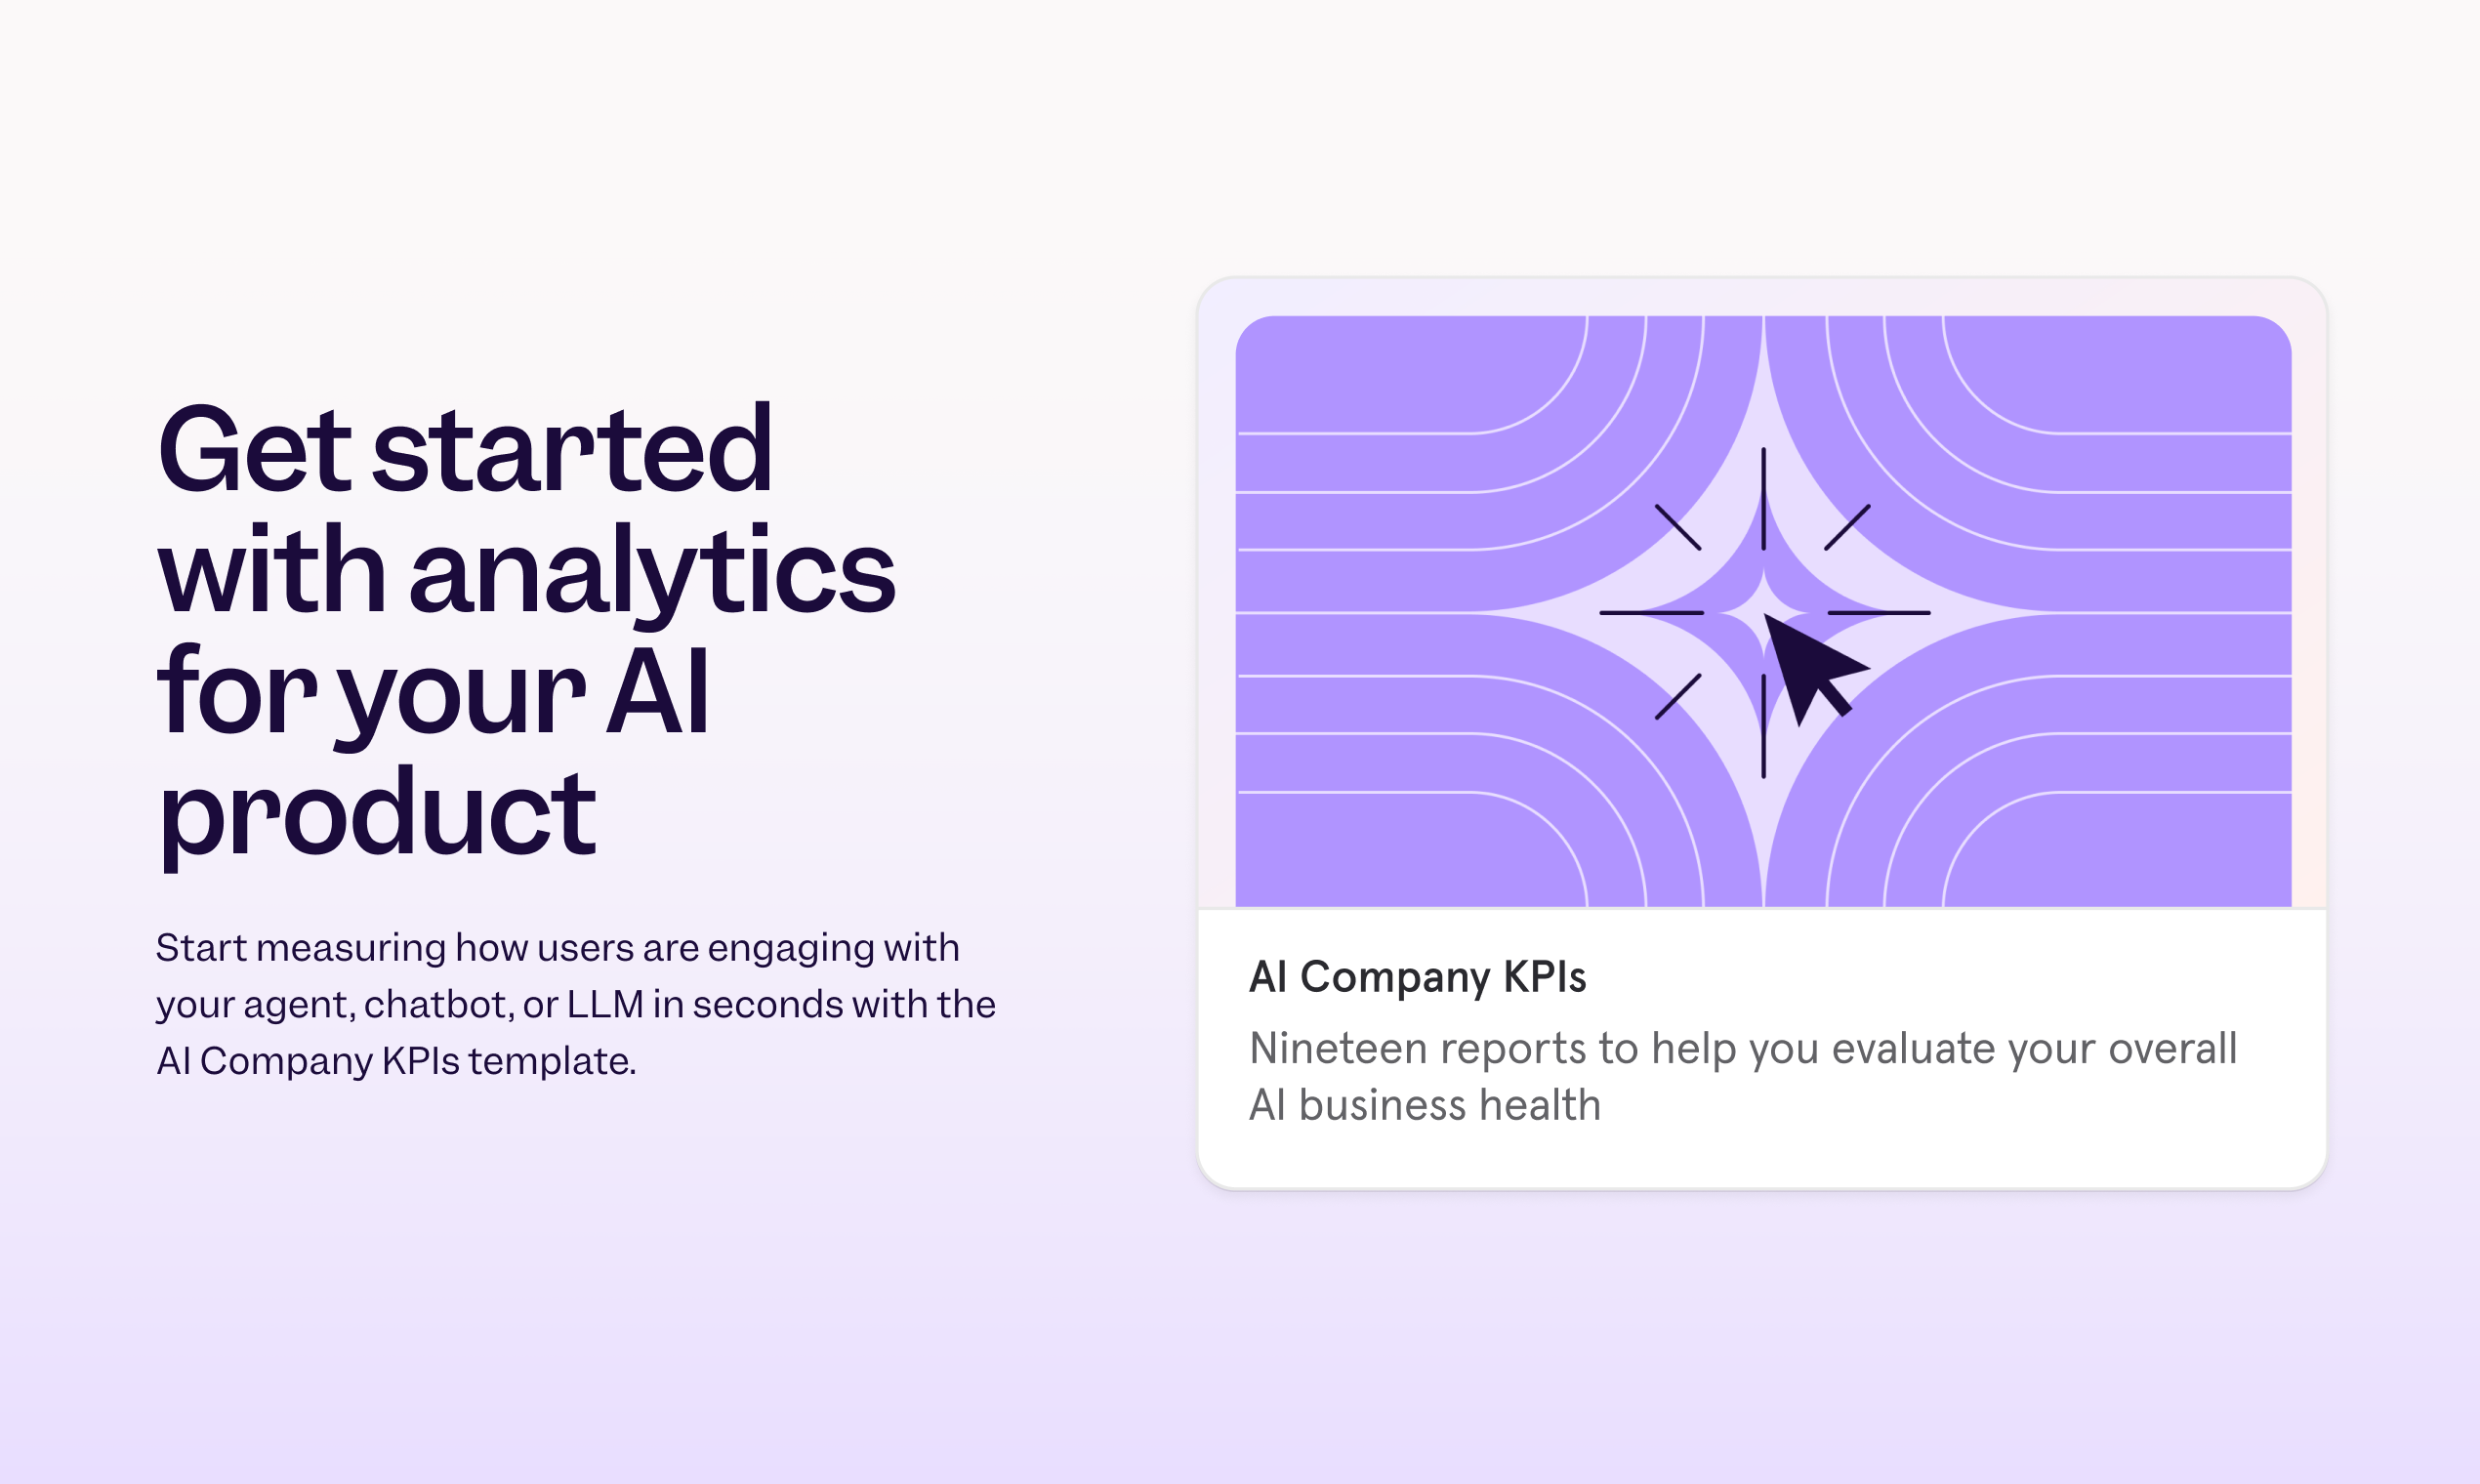 Get started
with analytics
for your AI
product
Start measuring how users are engaging with
your agent, chatbot, or LLM in seconds with the
AI Company KPIs template.
AI Company KPIs
Nineteen reports to help you evaluate your overall
AI business health